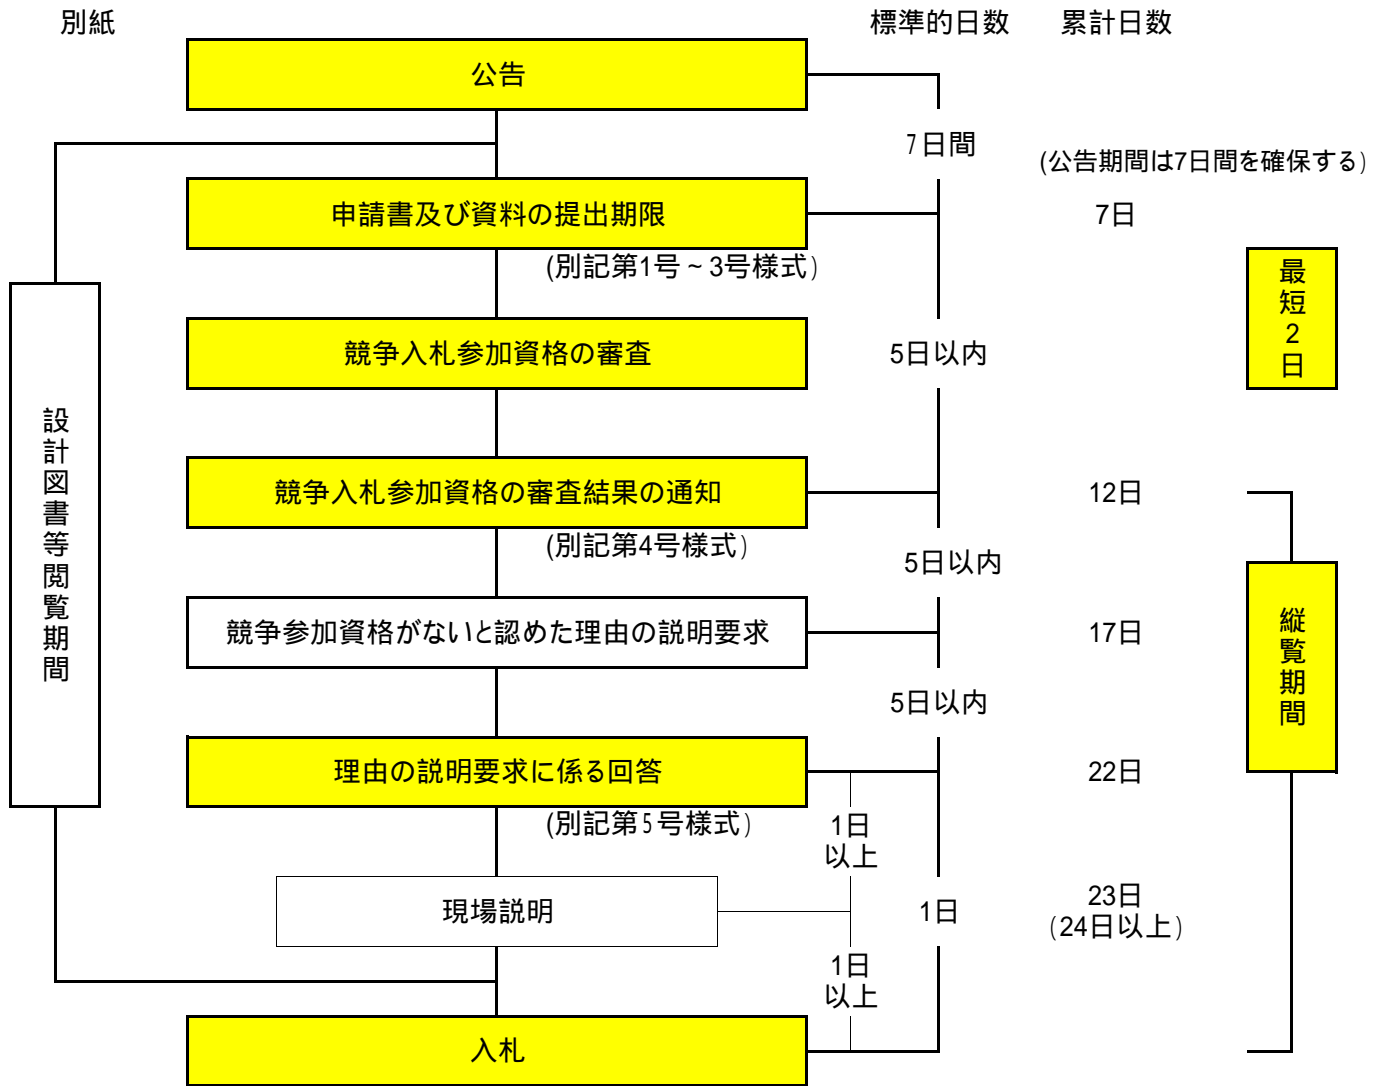 別紙
標準的日数
累計日数
公告
7日間
(公告期間は7日間を確保する)
申請書及び資料の提出期限
7日
(別記第1号~3号様式)
最短2日
競争入札参加資格の審査
5日以内
設計図書等閲覧期間
競争入札参加資格の審査結果の通知
12日
(別記第4号様式)
5日以内
競争参加資格がないと認めた理由の説明要求
17日
縦覧期間
5日以内
理由の説明要求に係る回答
22日
(別記第5号様式)
1日
以上
現場説明
1日
23日
(24日以上)
1日
以上
入札